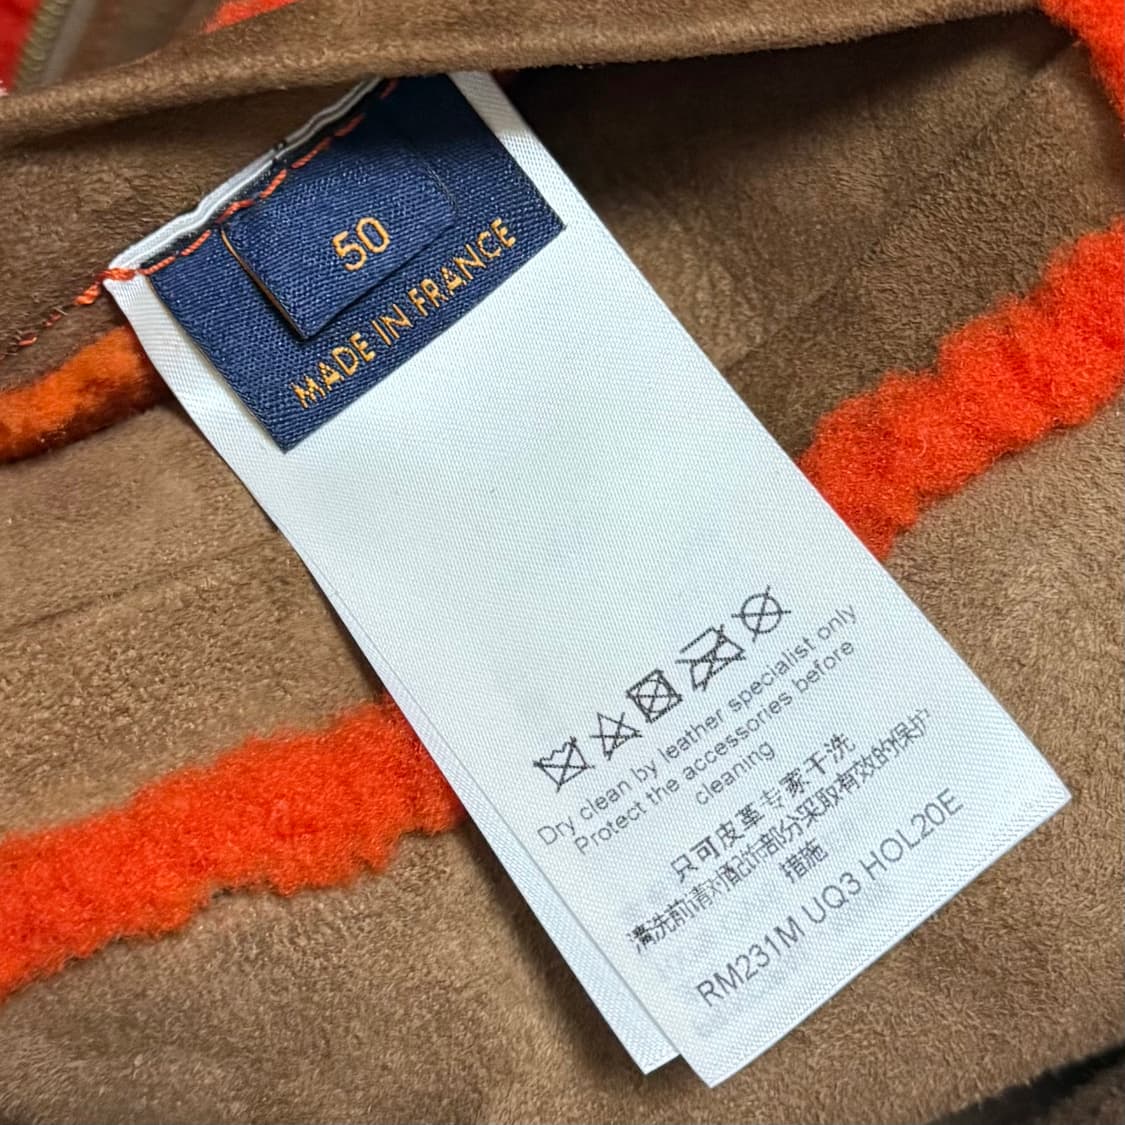 50
MADE IN FRANCE
Dry clean by leather specialist only
Protect the accessories before
cleaning
只可皮革专家干洗
清洗前请对配饰部分采取有效的保护
措施
RM231M UQ3 HOL20E